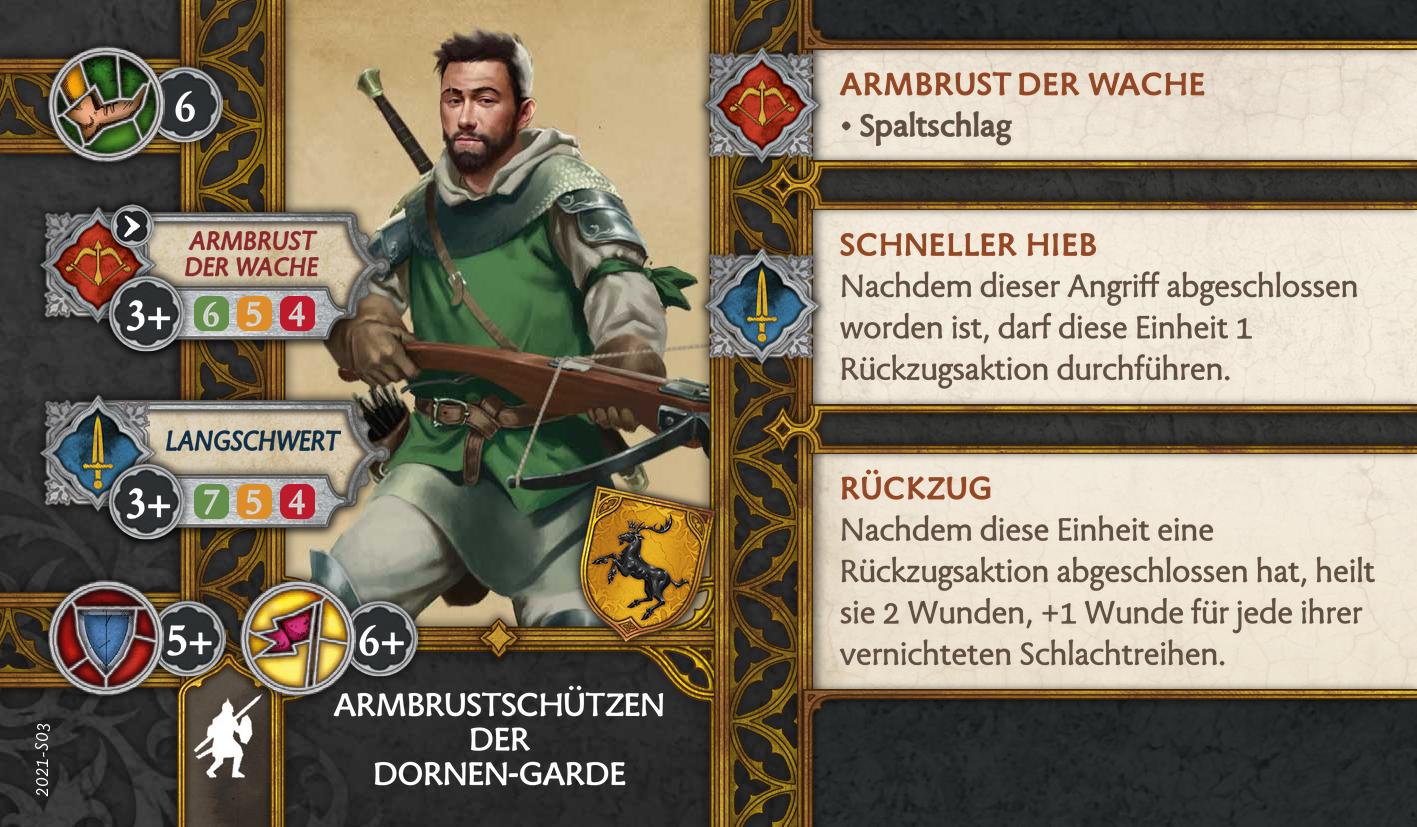 6
ARMBRUST
DER WACHE
3+ 6 5 4
LANGSCHWERT
3+ 7 5 4
5+ 6+
ARMBRUSTSCHÜTZEN
DER
DORNEN-GARDE
2021-S03
ARMBRUST DER WACHE
• Spaltschlag
SCHNELLER HIEB
Nachdem dieser Angriff abgeschlossen
worden ist, darf diese Einheit 1
Rückzugsaktion durchführen.
RÜCKZUG
Nachdem diese Einheit eine
Rückzugsaktion abgeschlossen hat, heilt
sie 2 Wunden, +1 Wunde für jede ihrer
vernichteten Schlachtreihen.